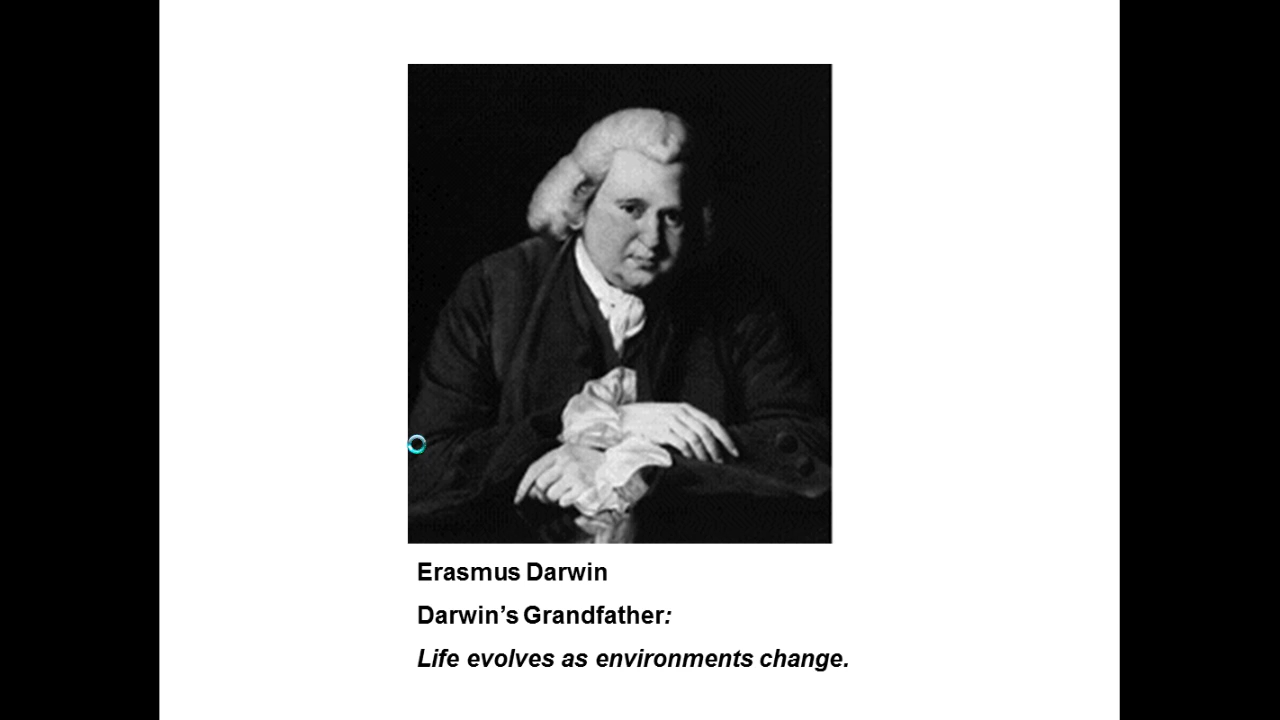 Erasmus Darwin
Darwin’s Grandfather:
Life evolves as environments change.